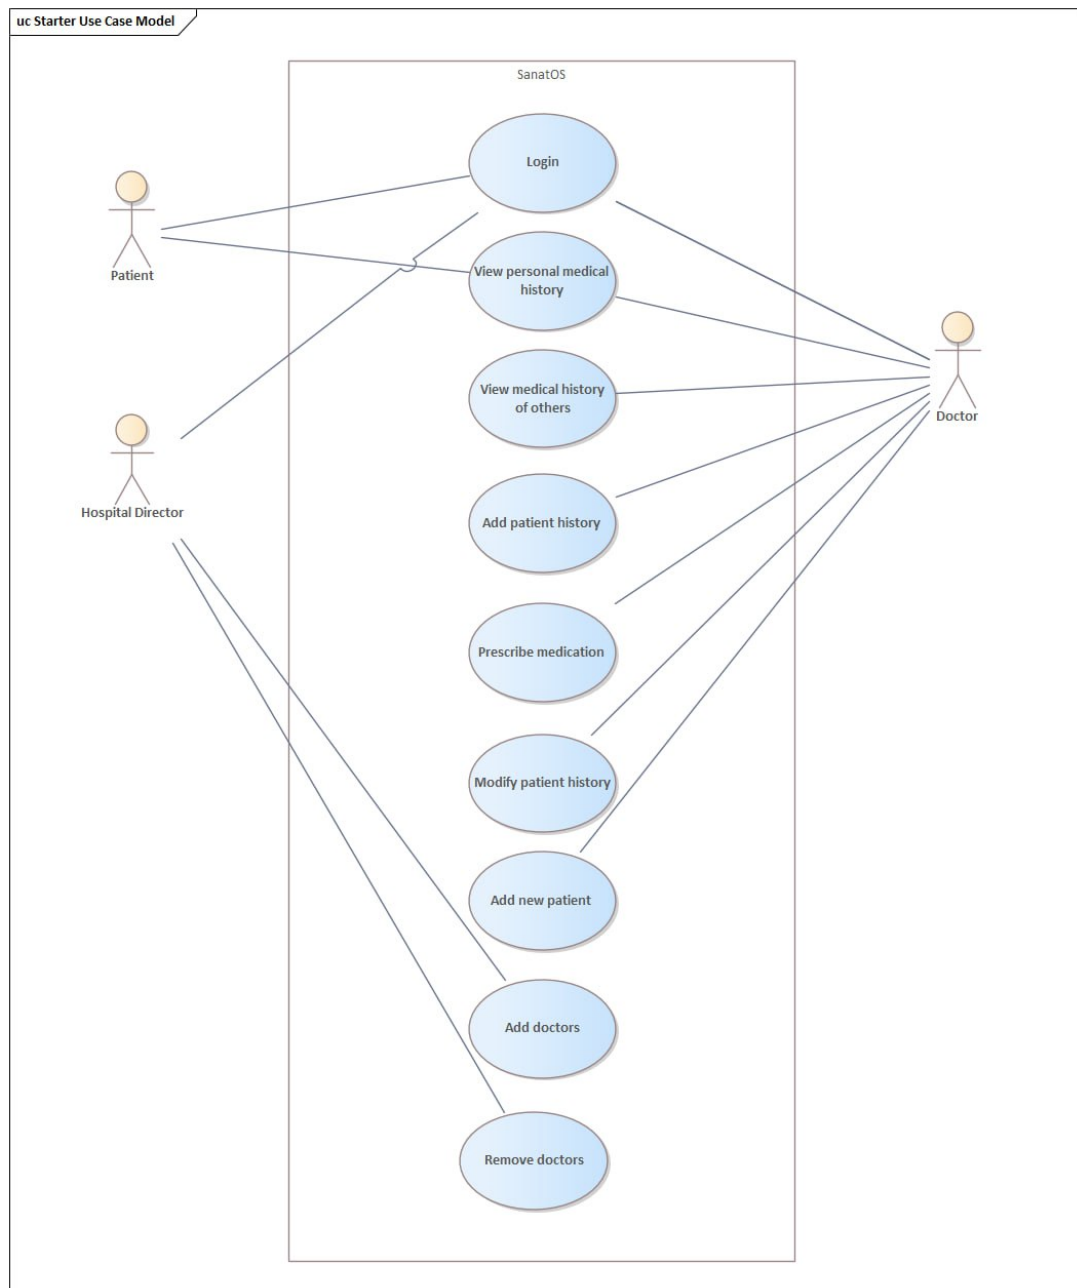 uc Starter Use Case Model
SanatOS
Login
Patient
View personal medical
history
View medical history
of others
Doctor
Hospital Director
Add patient history
Prescribe medication
Modify patient history
Add new patient
Add doctors
Remove doctors